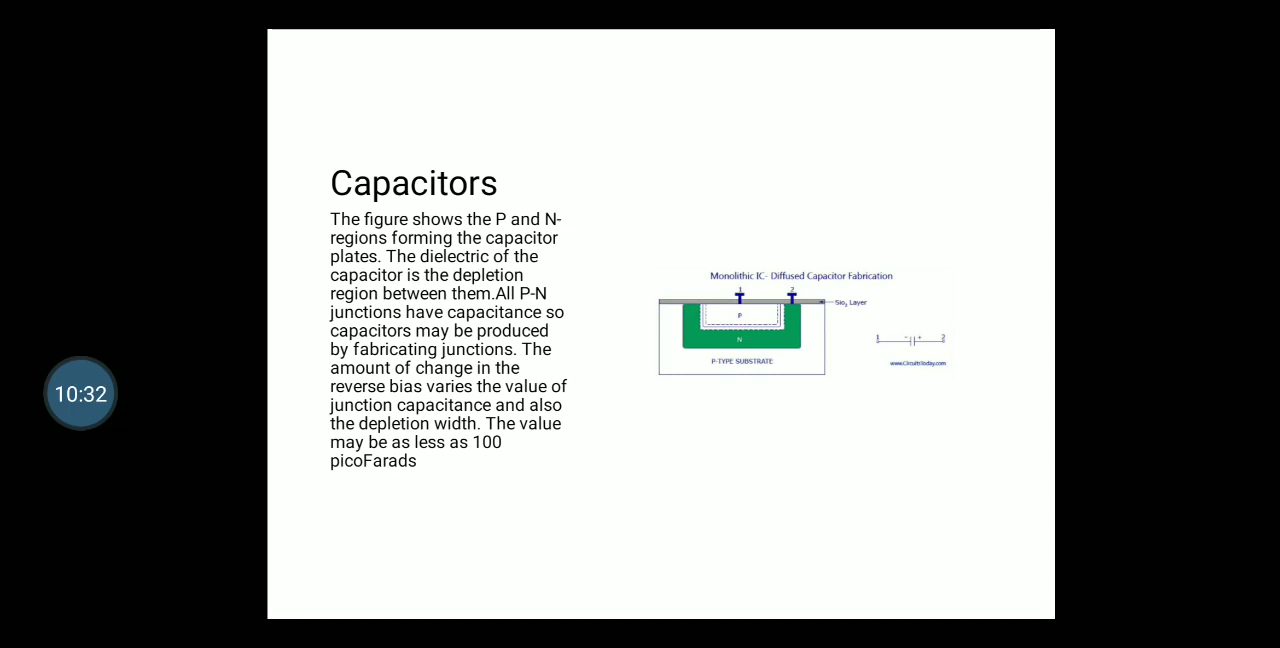 Capacitors
The figure shows the P and N-
regions forming the capacitor
plates. The dielectric of the
capacitor is the depletion
region between them.All P-N
junctions have capacitance so
capacitors may be produced
by fabricating junctions. The
amount of change in the
reverse bias varies the value of
junction capacitance and also
the depletion width. The value
may be as less as 100
picoFarads
10:32
Monolithic IC- Diffused Capacitor Fabrication
1 2
Sio2 Layer
P
N
P-TYPE SUBSTRATE
1 - + 2
www.CircuitsToday.com